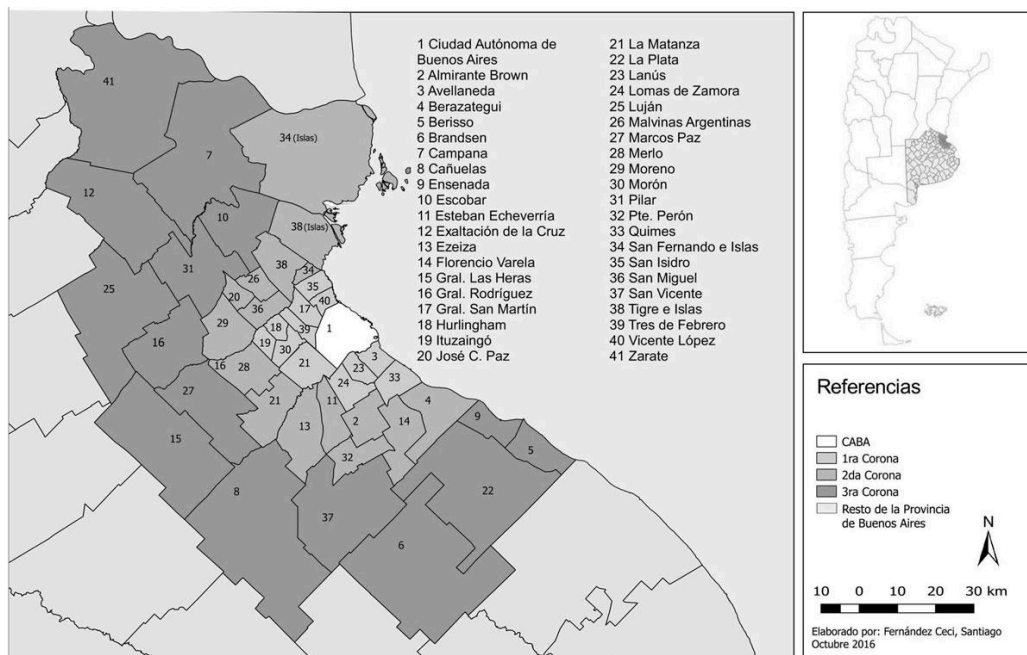 1 Ciudad Autónoma de
Buenos Aires
2 Almirante Brown
3 Avellaneda
4 Berazategui
5 Berisso
6 Brandsen
7 Campana
8 Cañuelas
9 Ensenada
10 Escobar
11 Esteban Echeverría
12 Exaltación de la Cruz
13 Ezeiza
14 Florencio Varela
15 Gral. Las Heras
16 Gral. Rodríguez
17 Gral. San Martín
18 Hurlingham
19 Ituzaingó
20 José C. Paz
21 La Matanza
22 La Plata
23 Lanús
24 Lomas de Zamora
25 Luján
26 Malvinas Argentinas
27 Marcos Paz
28 Merlo
29 Moreno
30 Morón
31 Pilar
32 Pte. Perón
33 Quimes
34 San Fernando e Islas
35 San Isidro
36 San Miguel
37 San Vicente
38 Tigre e Islas
39 Tres de Febrero
40 Vicente López
41 Zarate
41
34 (Islas)
7
12
10
38 (Islas)
31
38
34
26
35
25
20
40
36
17
29
18
1
39
16
19
30
3
16
28
21
23
33
24
27
21
11
4
2
14
9
13
15
5
32
8
22
37
6
Referencias
CABA
1ra Corona
2da Corona
3ra Corona
Resto de la Provincia
de Buenos Aires
N
10 0 10 20 30 km
Elaborado por: Fernández Ceci, Santiago
Octubre 2016